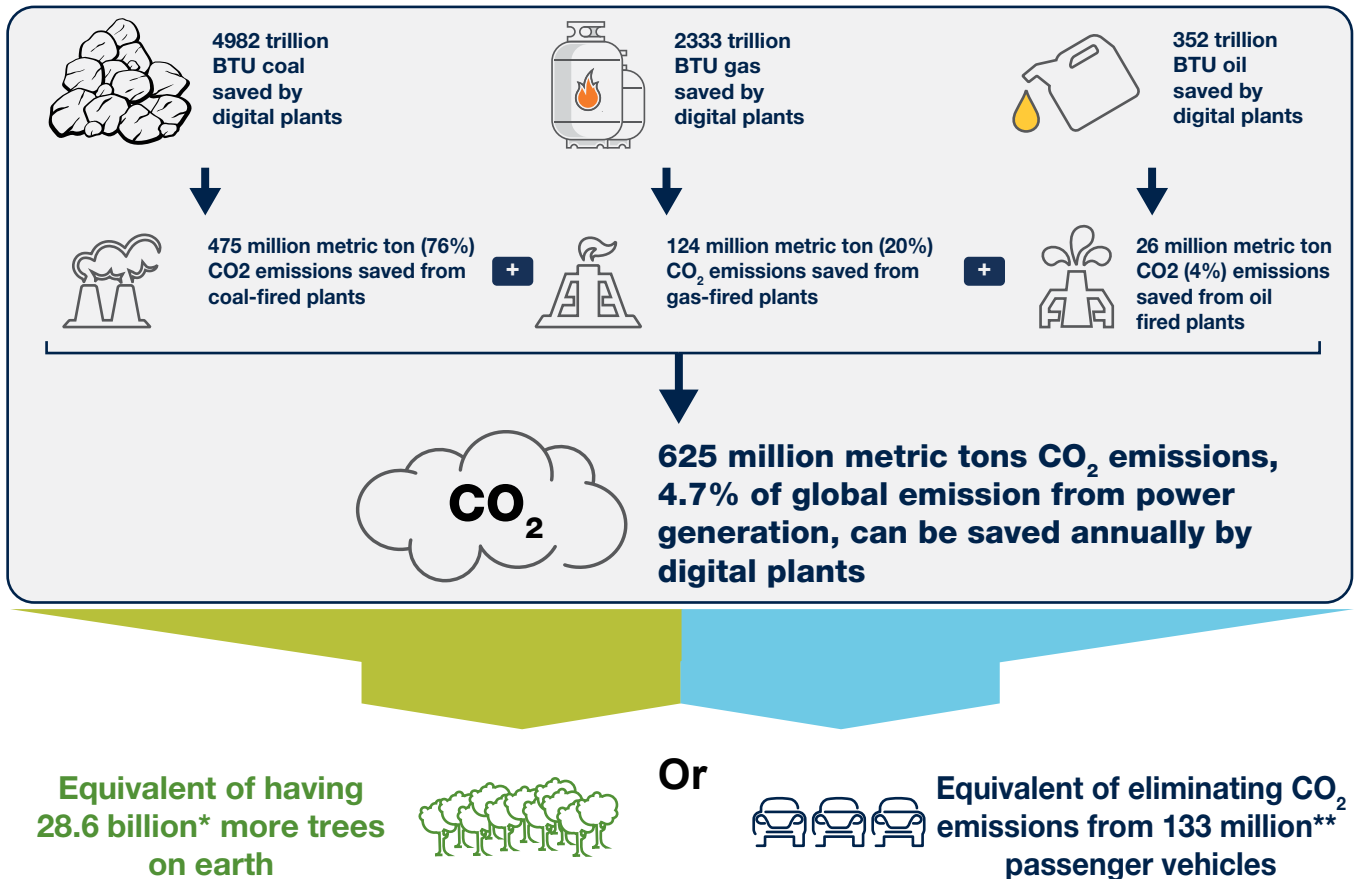 4982 trillion
BTU coal
saved by
digital plants
2333 trillion
BTU gas
saved by
digital plants
352 trillion
BTU oil
saved by
digital plants
475 million metric ton (76%)
CO2 emissions saved from
coal-fired plants
+
124 million metric ton (20%)
CO₂ emissions saved from
gas-fired plants
+
26 million metric ton
CO2 (4%) emissions
saved from oil
fired plants
CO₂
625 million metric tons CO₂ emissions,
4.7% of global emission from power
generation, can be saved annually by
digital plants
Equivalent of having
28.6 billion* more trees
on earth
Or
Equivalent of eliminating CO₂
emissions from 133 million**
passenger vehicles